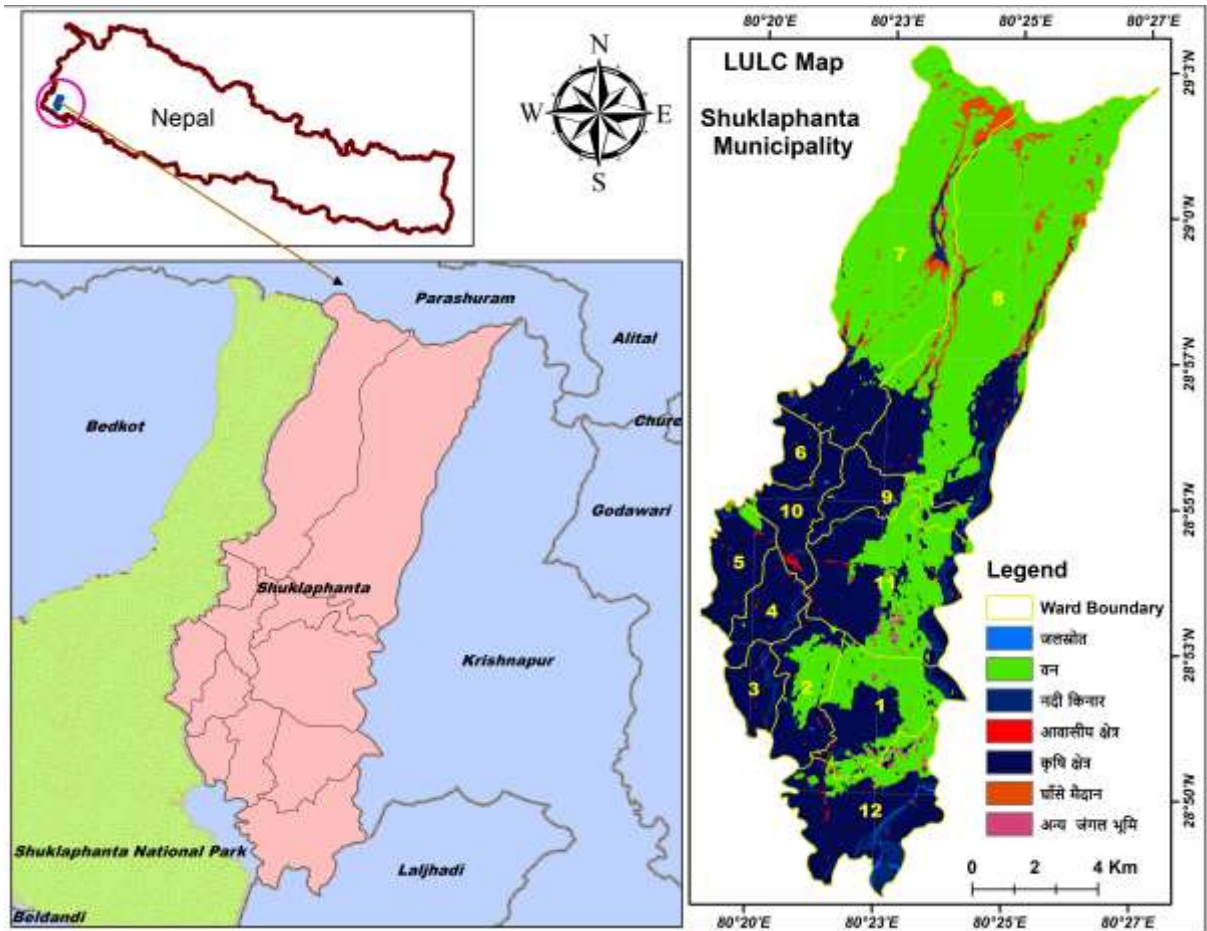 Nepal
N
W
E
S
Parashuram
Alital
Bedkot
Churc
Godawari
Shuklaphanta
Krishnapur
Shuklaphanta National Park
Laljhadi
Beldandi
80°20'E
80°23'E
80°25'E
80°27'E
LULC Map
Shuklaphanta
Municipality
29°3'N
29°0'N
28°57'N
28°55'N
28°53'N
28°50'N
7
8
6
9
10
5
11
4
3
2
1
12
Legend
Ward Boundary
जलस्रोत
वन
नदी किनार
आवासीय क्षेत्र
कृषि क्षेत्र
घाँसे मैदान
अन्य जंगल भूमि
0 2 4 Km
80°20'E
80°23'E
80°25'E
80°27'E